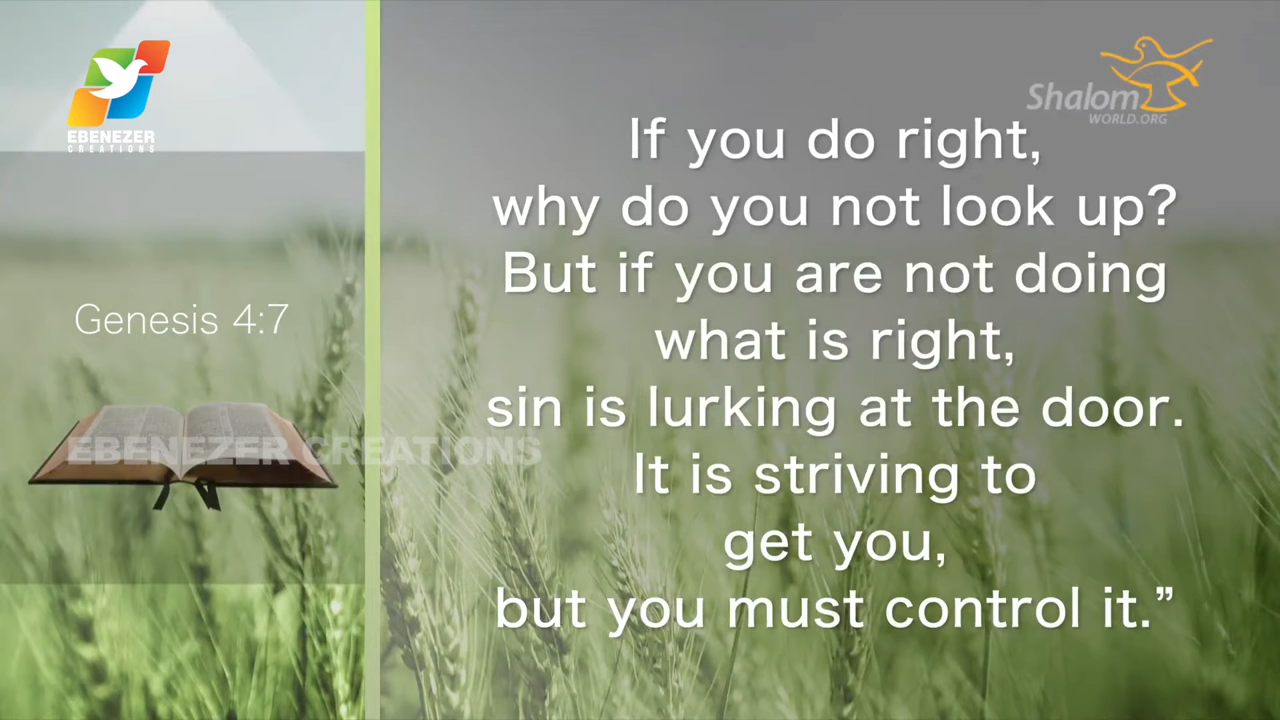 EBENEZER
CREATIONS
Shalom
WORLD.ORG
Genesis 4:7
EBENEZER CREATIONS
If you do right,
why do you not look up?
But if you are not doing
what is right,
sin is lurking at the door.
It is striving to
get you,
but you must control it.”